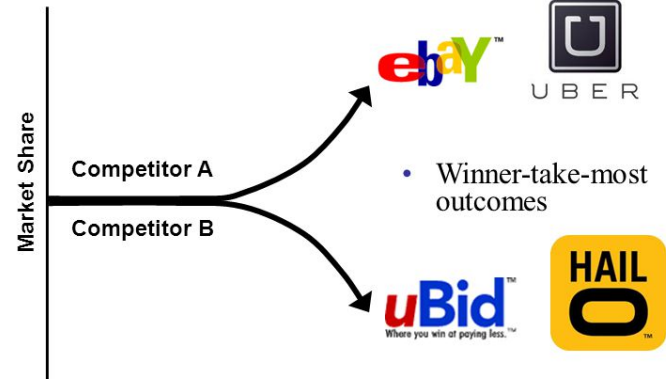 ebaY™
U
UBER
Market Share
Competitor A
Competitor B
• Winner-take-most
outcomes
uBid™
Where you win at paying less.™
HAIL
O™